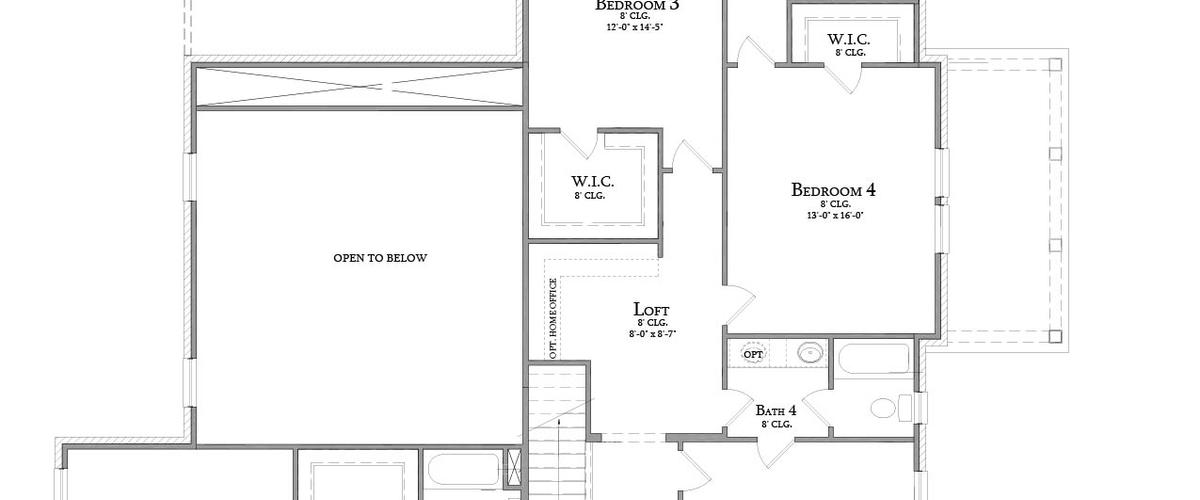 BEDROOM 3
8' CLG.
12'-0" x 14'-5"
W.I.C.
8' CLG.
W.I.C.
8' CLG.
BEDROOM 4
8' CLG.
13'-0" x 16'-0"
OPEN TO BELOW
OPT. HOME OFFICE
LOFT
8' CLG.
8'-0" x 8'-7"
OPT
BATH 4
8' CLG.